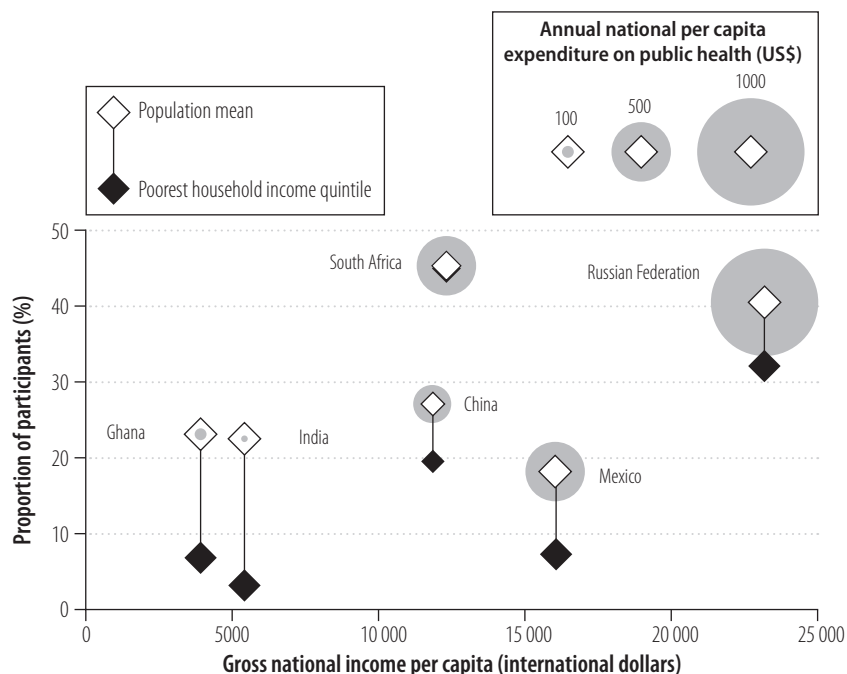 Annual national per capita
expenditure on public health (US$)
100
500
1000
Population mean
Poorest household income quintile
50
40
30
20
10
0
Proportion of participants (%)
South Africa
Russian Federation
Ghana
India
China
Mexico
0
5000
10 000
15 000
20 000
25 000
Gross national income per capita (international dollars)